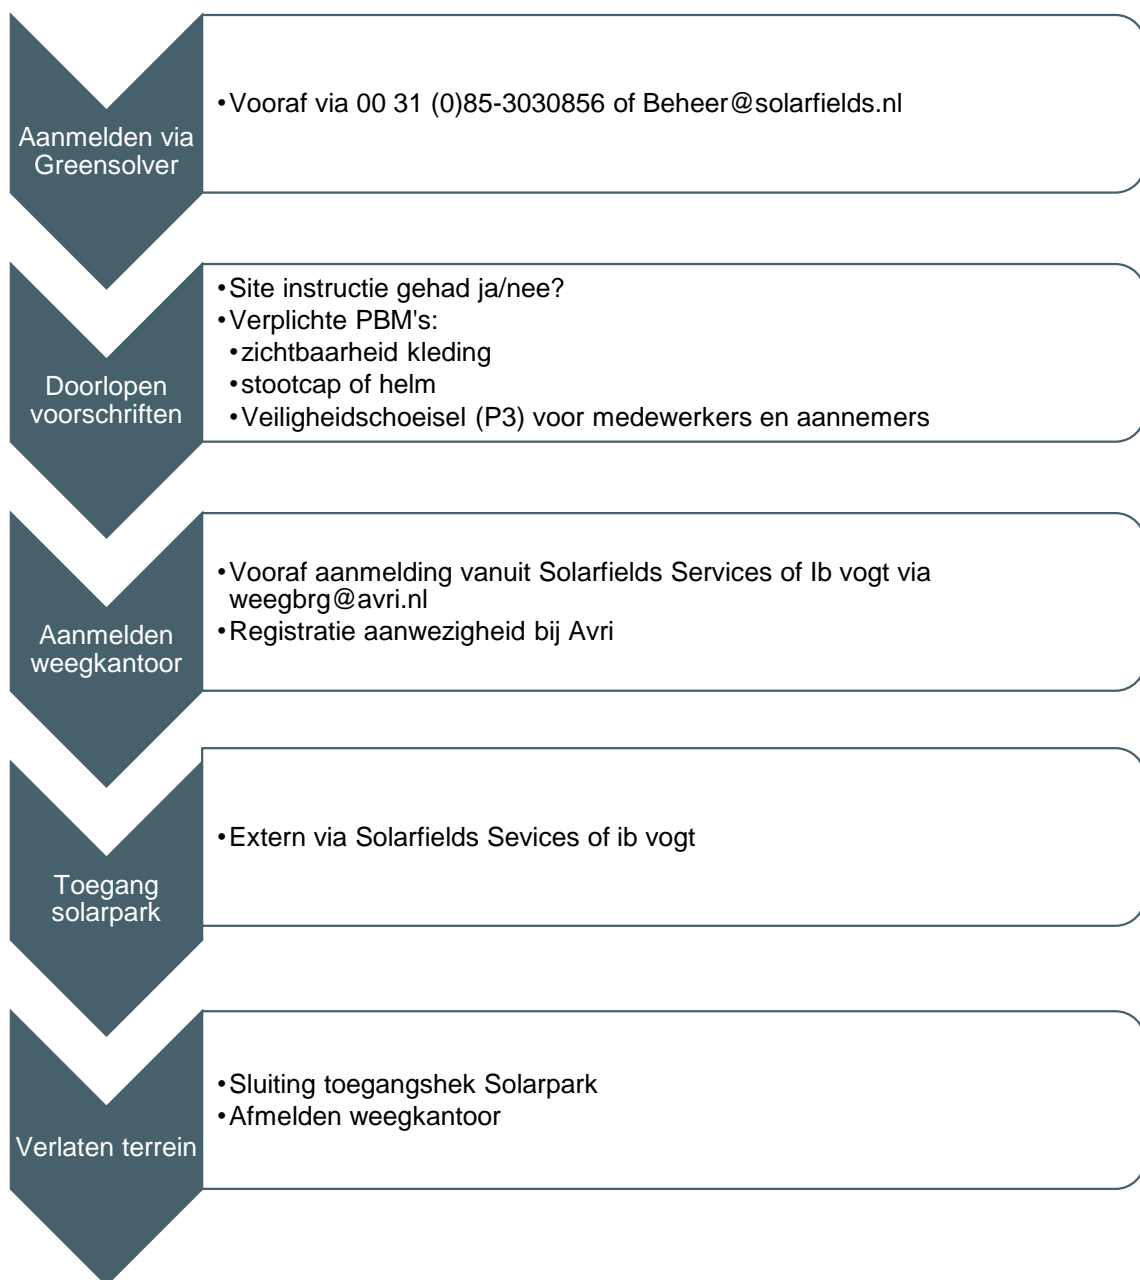 Aanmelden via
Greensolver
•Vooraf via 00 31 (0)85-3030856 of Beheer@solarfields.nl
Doorlopen
voorschriften
•Site instructie gehad ja/nee?
•Verplichte PBM's:
•zichtbaarheid kleding
•stootcap of helm
•Veiligheidschoeisel (P3) voor medewerkers en aannemers
Aanmelden
weegkantoor
•Vooraf aanmelding vanuit Solarfields Services of Ib vogt via
weegbrg@avri.nl
•Registratie aanwezigheid bij Avri
Toegang
solarpark
•Extern via Solarfields Sevices of ib vogt
Verlaten terrein
•Sluiting toegangshek Solarpark
•Afmelden weegkantoor